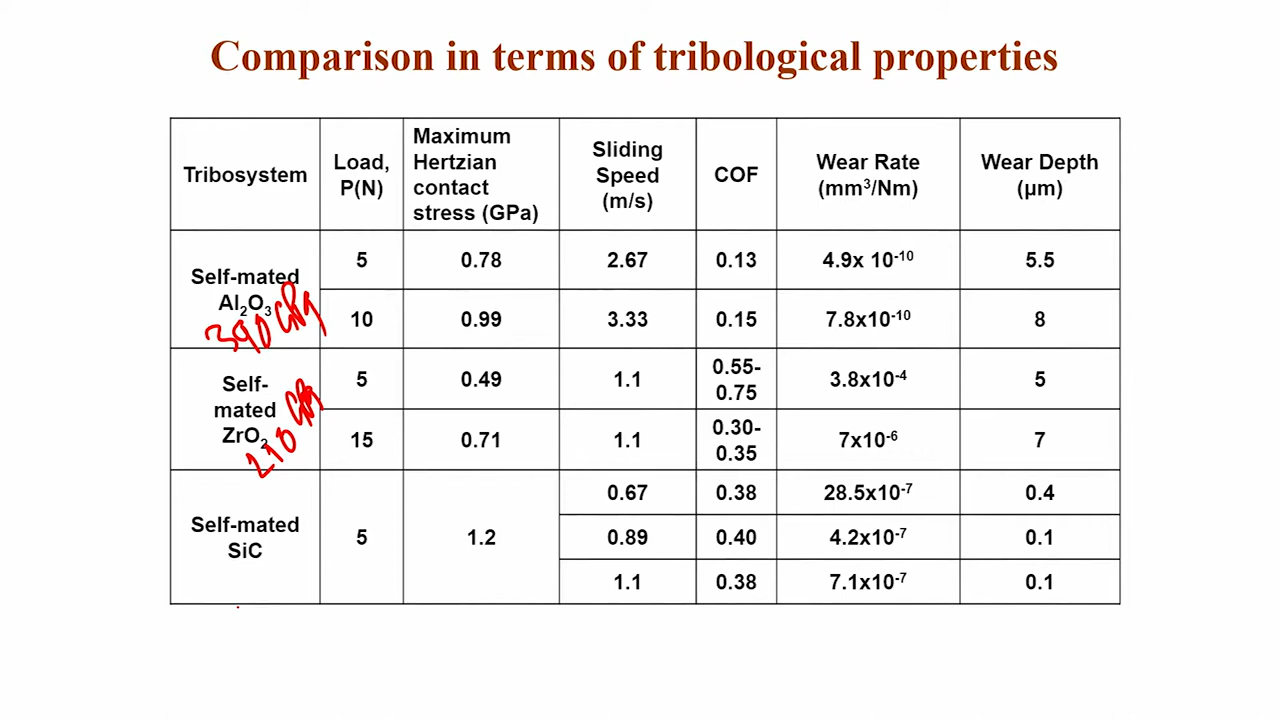 Comparison in terms of tribological properties
Tribosystem
Load,
P(N)
Maximum
Hertzian
contact
stress (GPa)
Sliding
Speed
(m/s)
COF
Wear Rate
(mm³/Nm)
Wear Depth
(µm)
Self-mated
Al₂O₃
390 GPa
5
0.78
2.67
0.13
4.9x 10⁻¹⁰
5.5
10
0.99
3.33
0.15
7.8x10⁻¹⁰
8
Self-
mated
ZrO₂
210 GPa
5
0.49
1.1
0.55-
0.75
3.8x10⁻⁴
5
15
0.71
1.1
0.30-
0.35
7x10⁻⁶
7
Self-mated
SiC
5
1.2
0.67
0.38
28.5x10⁻⁷
0.4
0.89
0.40
4.2x10⁻⁷
0.1
1.1
0.38
7.1x10⁻⁷
0.1